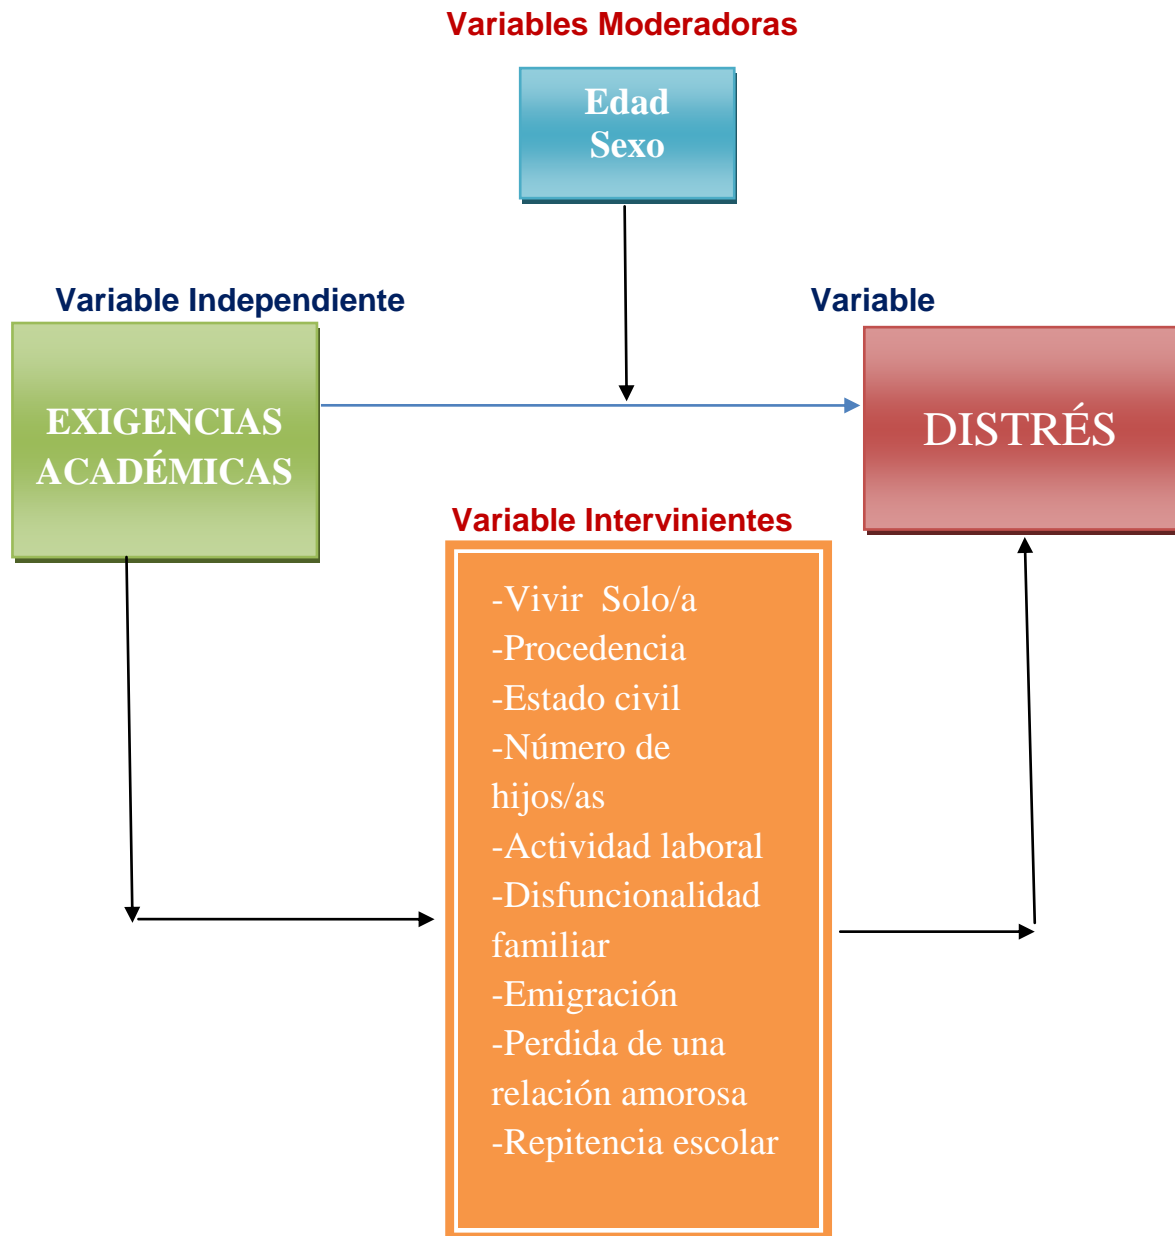 Variables Moderadoras
Edad
Sexo
Variable Independiente
Variable
EXIGENCIAS
ACADÉMICAS
DISTRÉS
Variable Intervinientes
-Vivir Solo/a
-Procedencia
-Estado civil
-Número de
hijos/as
-Actividad laboral
-Disfuncionalidad
familiar
-Emigración
-Perdida de una
relación amorosa
-Repitencia escolar